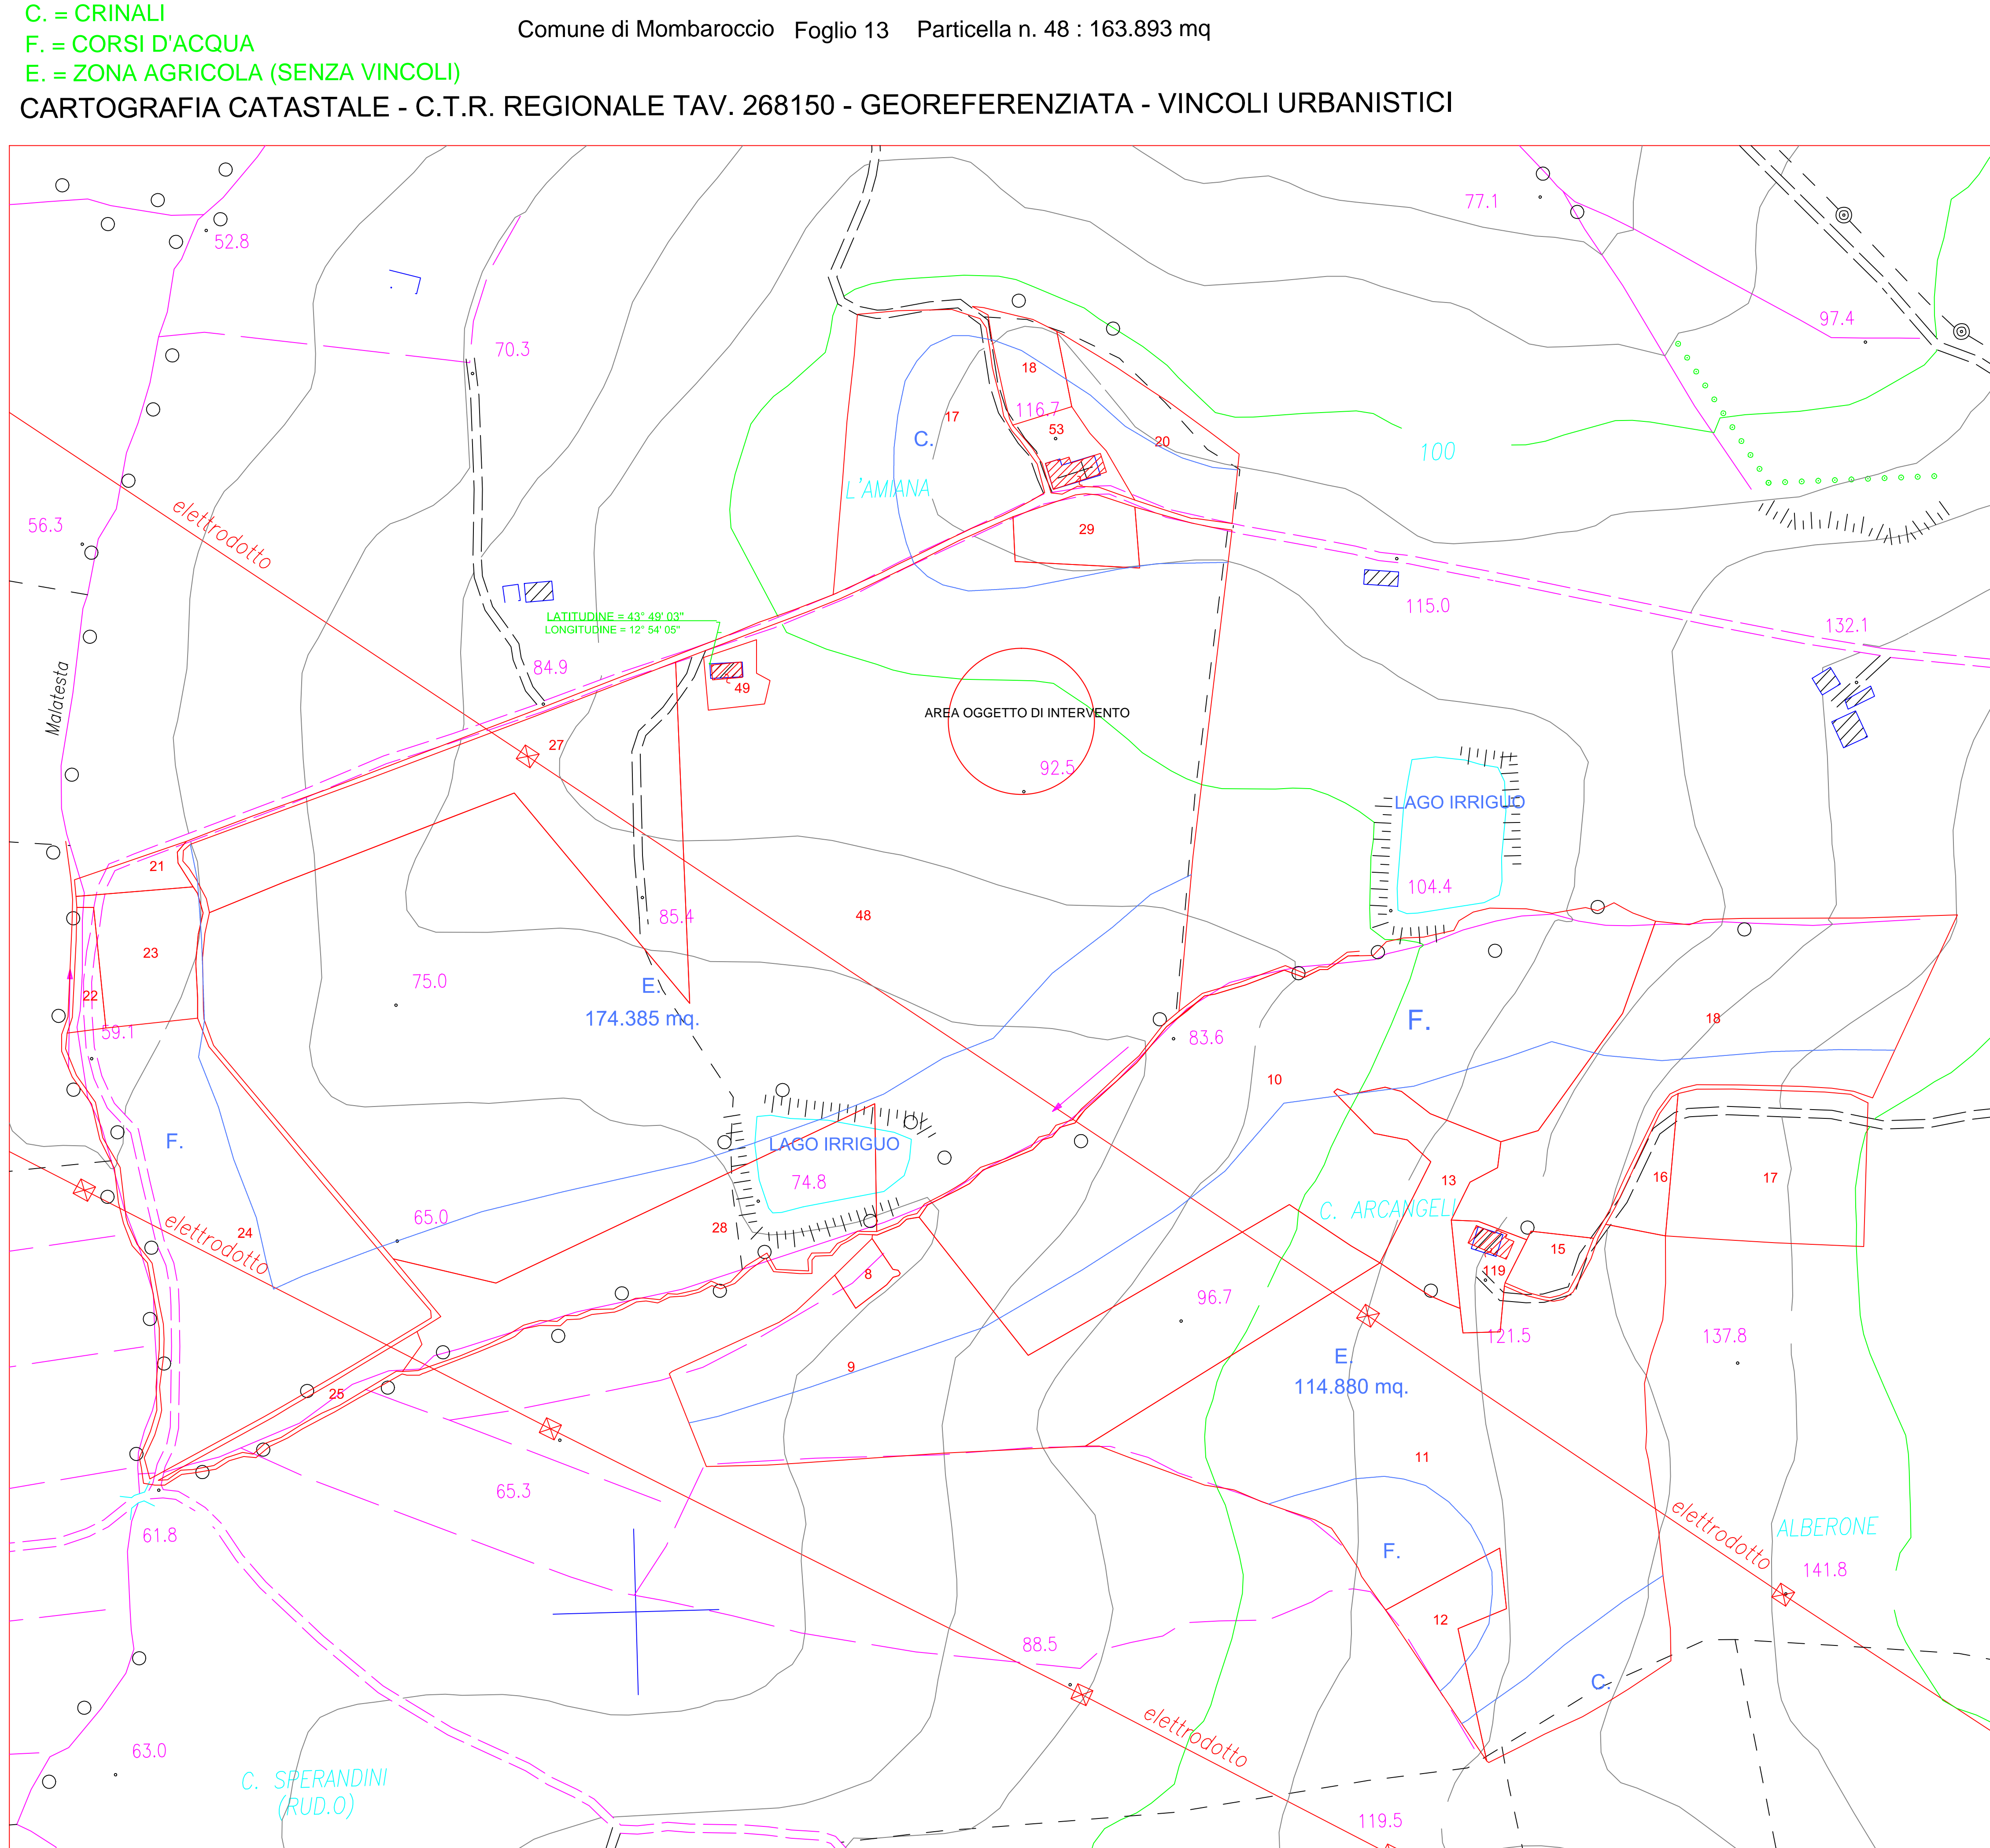 C. = CRINALI
F. = CORSI D'ACQUA
E. = ZONA AGRICOLA (SENZA VINCOLI)
Comune di Mombaroccio Foglio 13 Particella n. 48 : 163.893 mq
CARTOGRAFIA CATASTALE - C.T.R. REGIONALE TAV. 268150 - GEOREFERENZIATA - VINCOLI URBANISTICI
52.8
77.1
97.4
70.3
18
116.7
17
53
C.
20
100
L'AMIANA
56.3
elettrodotto
29
115.0
LATITUDINE = 43° 49' 03"
LONGITUDINE = 12° 54' 05"
132.1
84.9
Malatesta
49
AREA OGGETTO DI INTERVENTO
27
92.5
LAGO IRRIGUO
21
104.4
85.4
48
23
75.0
E.
22
174.385 mq.
59.1
83.6
F.
18
10
F.
LAGO IRRIGUO
74.8
13
16
17
C. ARCANGELI
65.0
28
24
elettrodotto
15
8
119
96.7
121.5
137.8
E.
9
114.880 mq.
25
11
65.3
elettrodotto
ALBERONE
61.8
F.
141.8
12
88.5
C.
elettrodotto
63.0
C. SPERANDINI
(RUD.O)
119.5